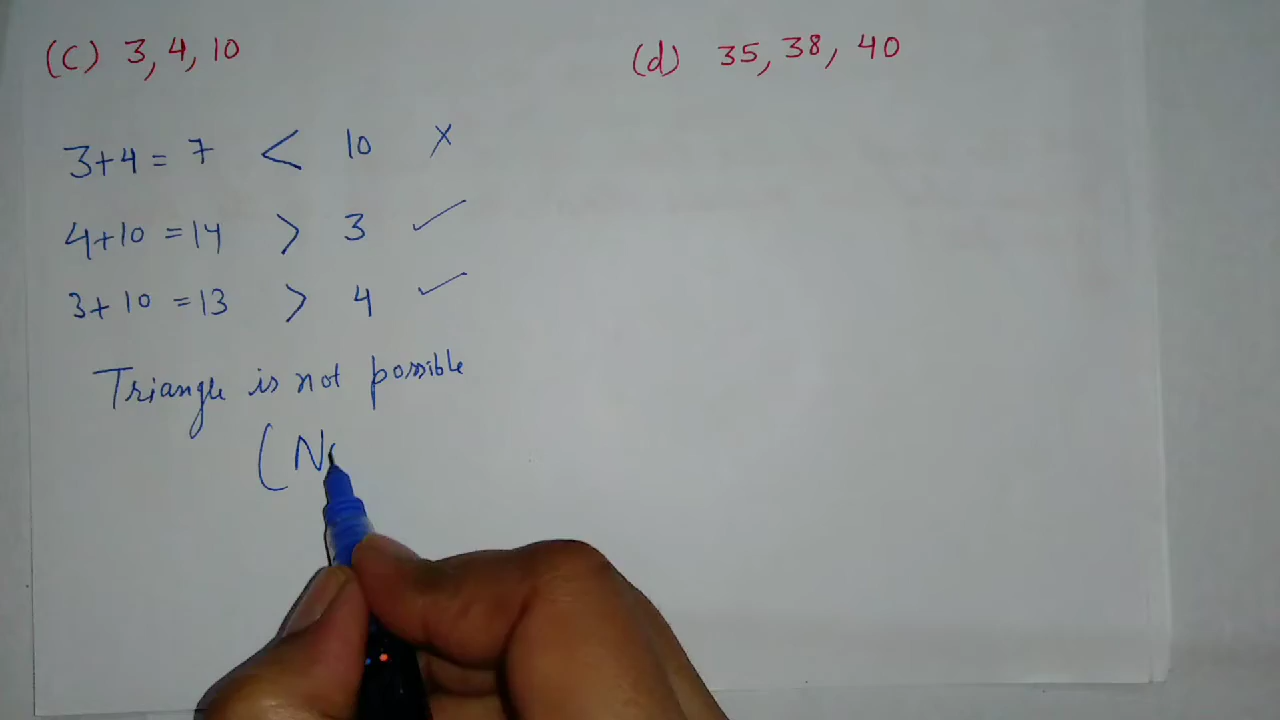 (C) 3, 4, 10
3+4 = 7 < 10 ×
4+10 = 14 > 3 ✓
3+10 = 13 > 4 ✓
Triangle is not possible
(N
(d) 35, 38, 40